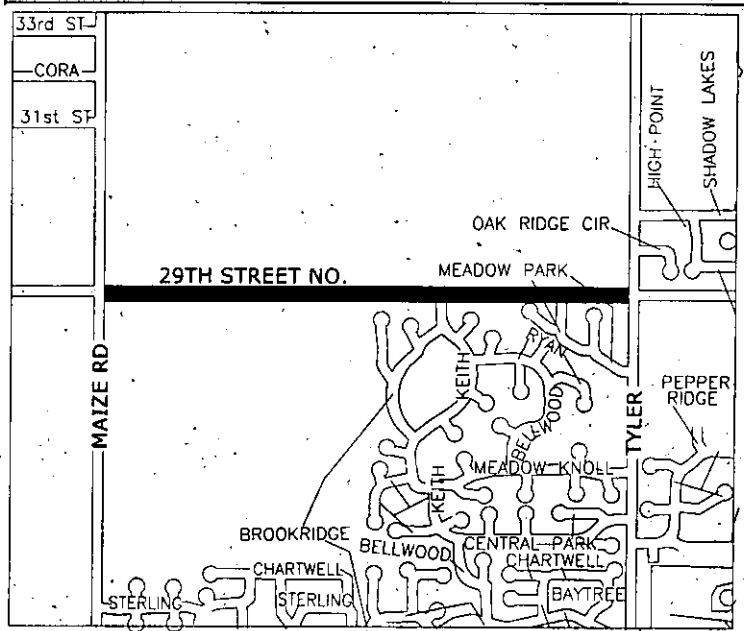 33rd ST
CORA
31st ST
HIGH POINT
SHADOW LAKES
OAK RIDGE CIR.
29TH STREET NO.
MEADOW PARK
MAIZE RD
RYAN
KEITH
TYLER
PEPPER
RIDGE
BELLWOOD
MEADOW KNOLL
KEITH
BROOKRIDGE
BELLWOOD
CENTRAL PARK
CHARTWELL
CHARTWELL
STERLING
STERLING
BAYTREE